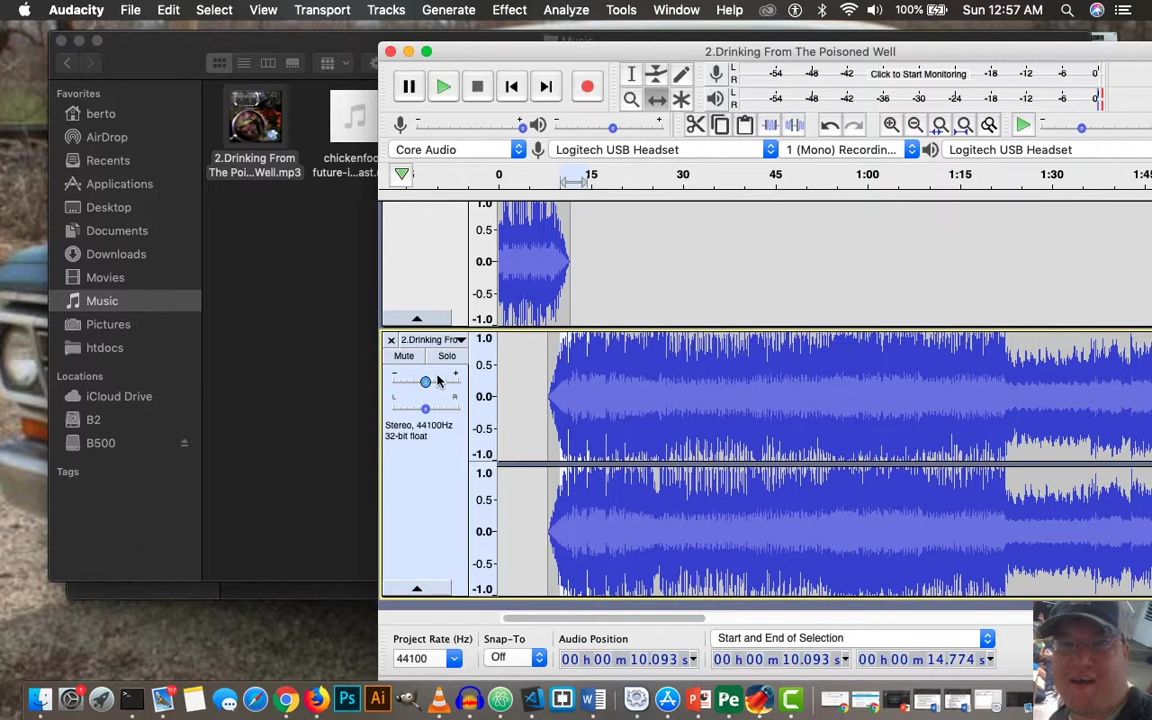 Audacity File Edit Select View Transport Tracks Generate Effect Analyze Tools Window Help 100% Sun 12:57 AM
Music
2.Drinking From The Poisoned Well
Favorites
berto
AirDrop
Recents
Applications
Desktop
Documents
Downloads
Movies
Music
Pictures
htdocs
Locations
iCloud Drive
B2
B500
Tags
2.Drinking From
The Poi...Well.mp3
chickenfoo
future-i...ast.m
L
R
-54 -48 -42 Click to Start Monitoring -18 -12 -6 0
L
R
-54 -48 -42 -36 -30 -24 -18 -12 -6 0
- + - +
Core Audio Logitech USB Headset 1 (Mono) Recordin... Logitech USB Headset
0 15 30 45 1:00 1:15 1:30 1:45
1.0
0.5
0.0
-0.5
-1.0
2.Drinking Fro
Mute Solo
- +
L R
Stereo, 44100Hz
32-bit float
1.0
0.5
0.0
-0.5
-1.0
1.0
0.5
0.0
-0.5
-1.0
Project Rate (Hz) Snap-To Audio Position Start and End of Selection
44100 Off 00 h 00 m 10.093 s 00 h 00 m 10.093 s 00 h 00 m 14.774 s
Ps Ai W Pe C